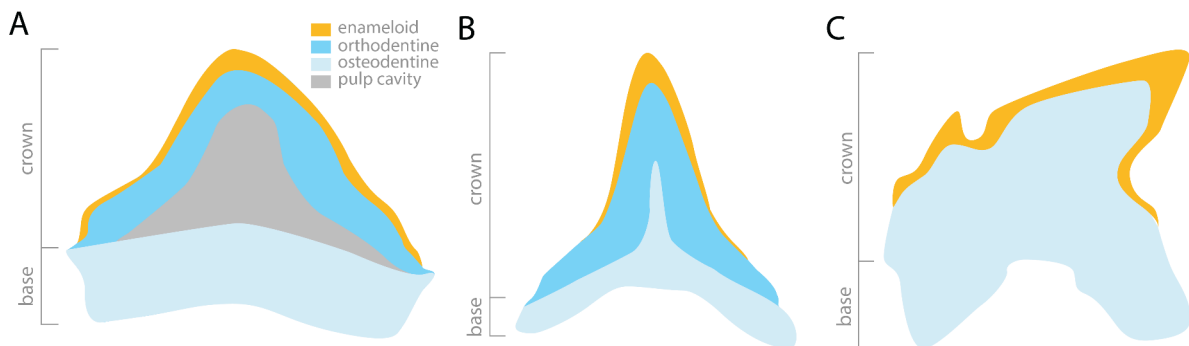 A
enameloid
orthodentine
osteodentine
pulp cavity
crown
base
B
crown
base
C
crown
base